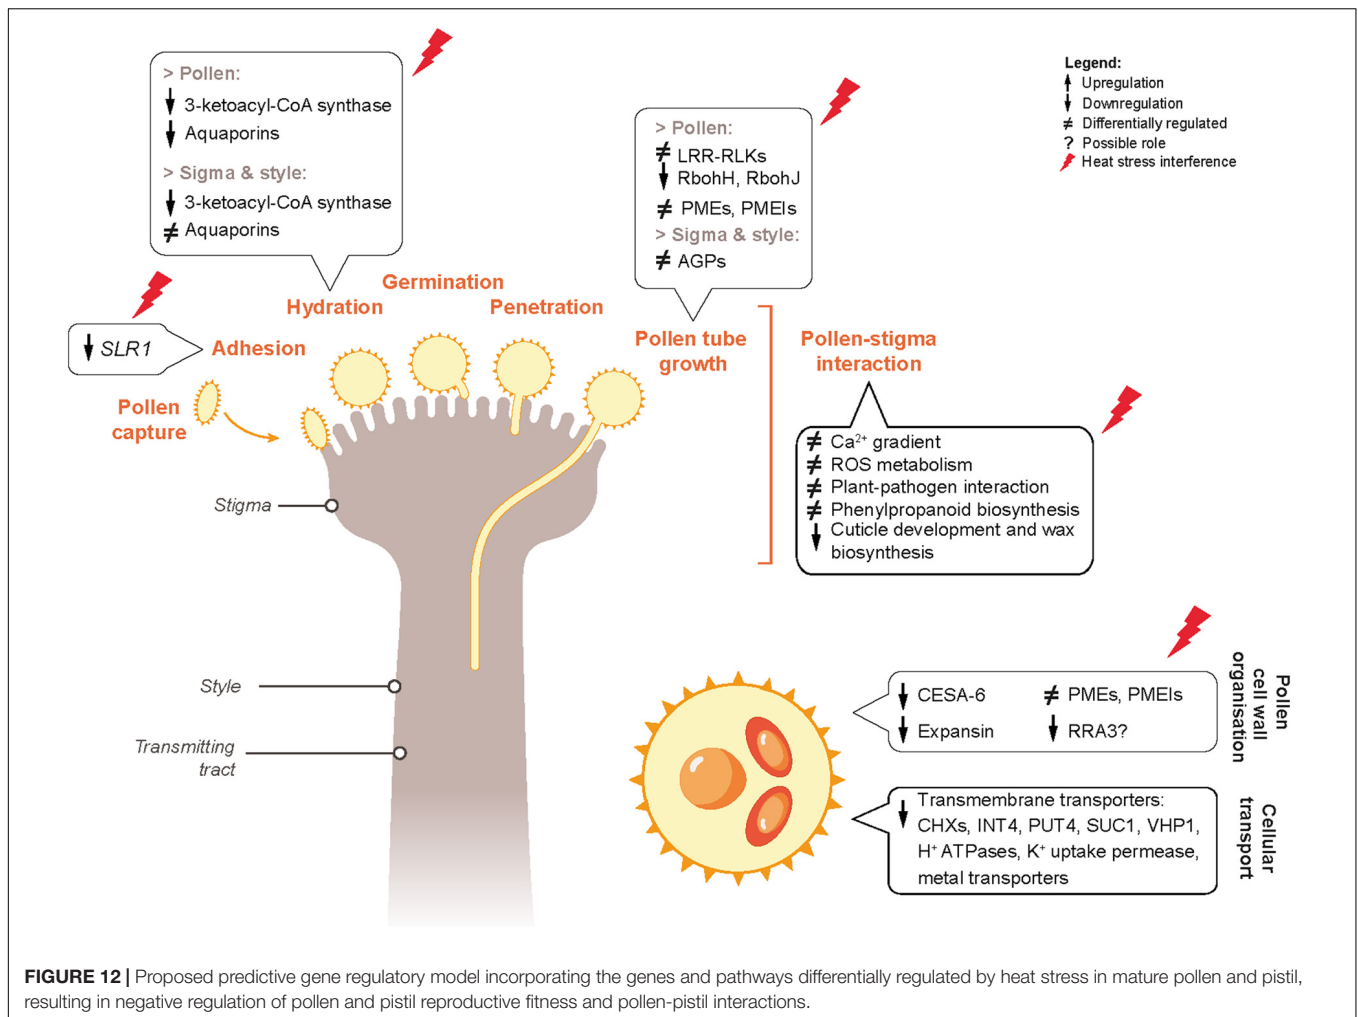 > Pollen:
↓ 3-ketoacyl-CoA synthase
↓ Aquaporins
> Sigma & style:
↓ 3-ketoacyl-CoA synthase
≠ Aquaporins
> Pollen:
≠ LRR-RLKs
↓ RbohH, RbohJ
≠ PMEs, PMEIs
> Sigma & style:
≠ AGPs
Legend:
↑ Upregulation
↓ Downregulation
≠ Differentially regulated
? Possible role
Heat stress interference
↓ SLR1
Adhesion
Hydration
Germination
Penetration
Pollen tube
growth
Pollen-stigma
interaction
Pollen
capture
≠ Ca²⁺ gradient
≠ ROS metabolism
≠ Plant-pathogen interaction
≠ Phenylpropanoid biosynthesis
↓ Cuticle development and wax
biosynthesis
Stigma
Style
Transmitting
tract
↓ CESA-6 ≠ PMEs, PMEIs
↓ Expansin ↓ RRA3?
Pollen
cell wall
organisation
↓ Transmembrane transporters:
CHXs, INT4, PUT4, SUC1, VHP1,
H⁺ ATPases, K⁺ uptake permease,
metal transporters
Cellular
transport
FIGURE 12 | Proposed predictive gene regulatory model incorporating the genes and pathways differentially regulated by heat stress in mature pollen and pistil,
resulting in negative regulation of pollen and pistil reproductive fitness and pollen-pistil interactions.